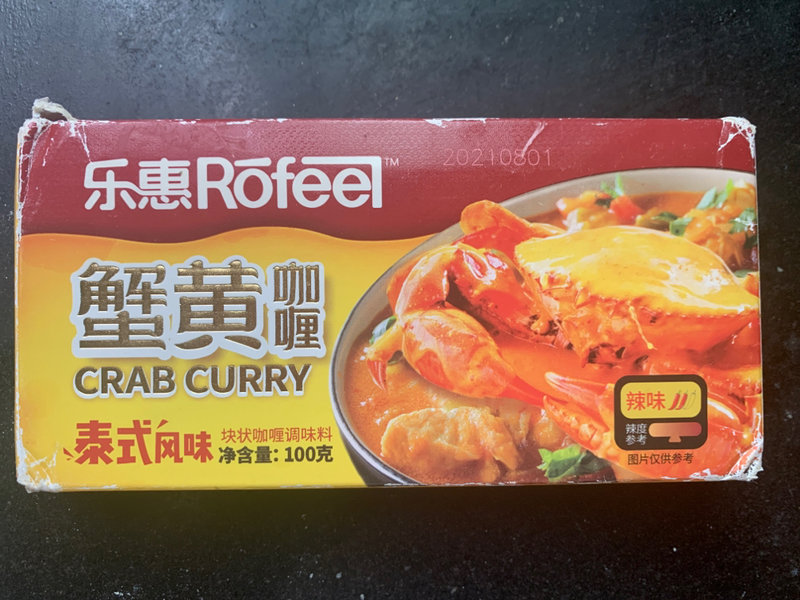 乐惠Rofeel™
20210801
蟹黄咖喱
CRAB CURRY
泰式风味
块状咖喱调味料
净含量：100克
辣味
辣度
参考
图片仅供参考